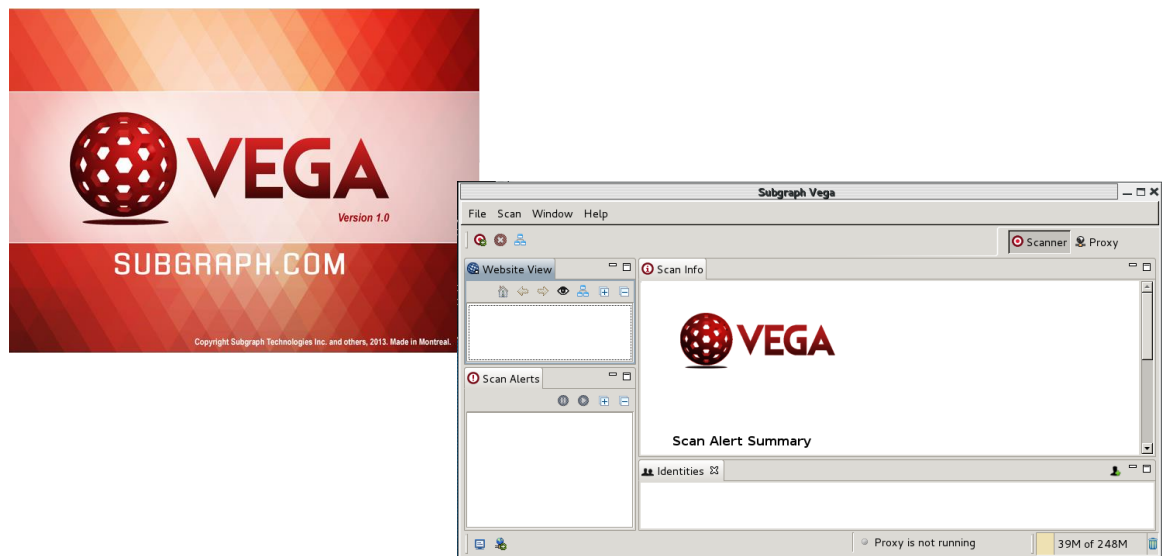 VEGA
Version 1.0
SUBGRAPH.COM
Copyright Subgraph Technologies Inc. and others, 2013. Made in Montreal.
Subgraph Vega
File Scan Window Help
Scanner Proxy
Website View
Scan Info
VEGA
Scan Alerts
Scan Alert Summary
Identities
Proxy is not running
39M of 248M